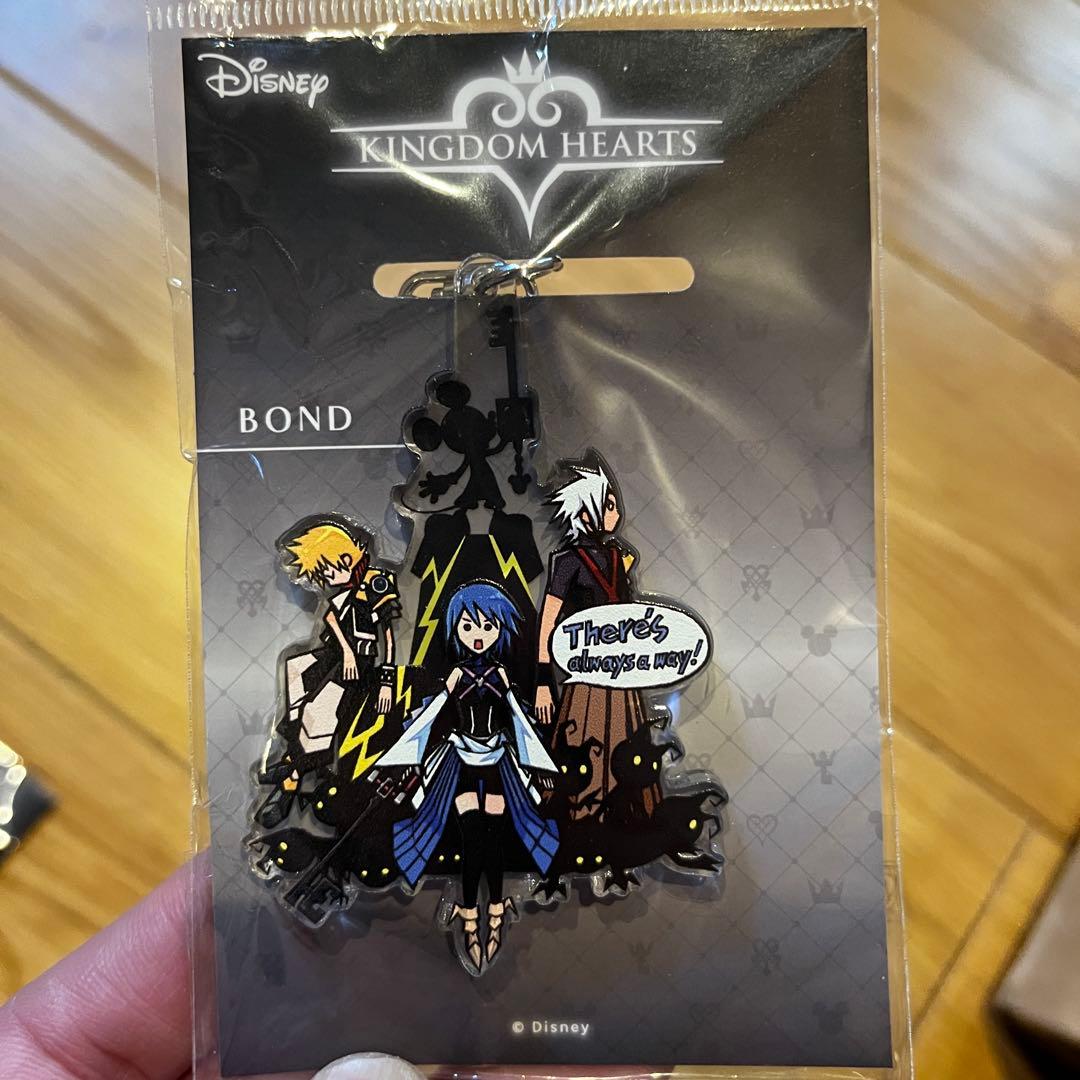 Disney
KINGDOM HEARTS
BOND
There's
always a way!
© Disney